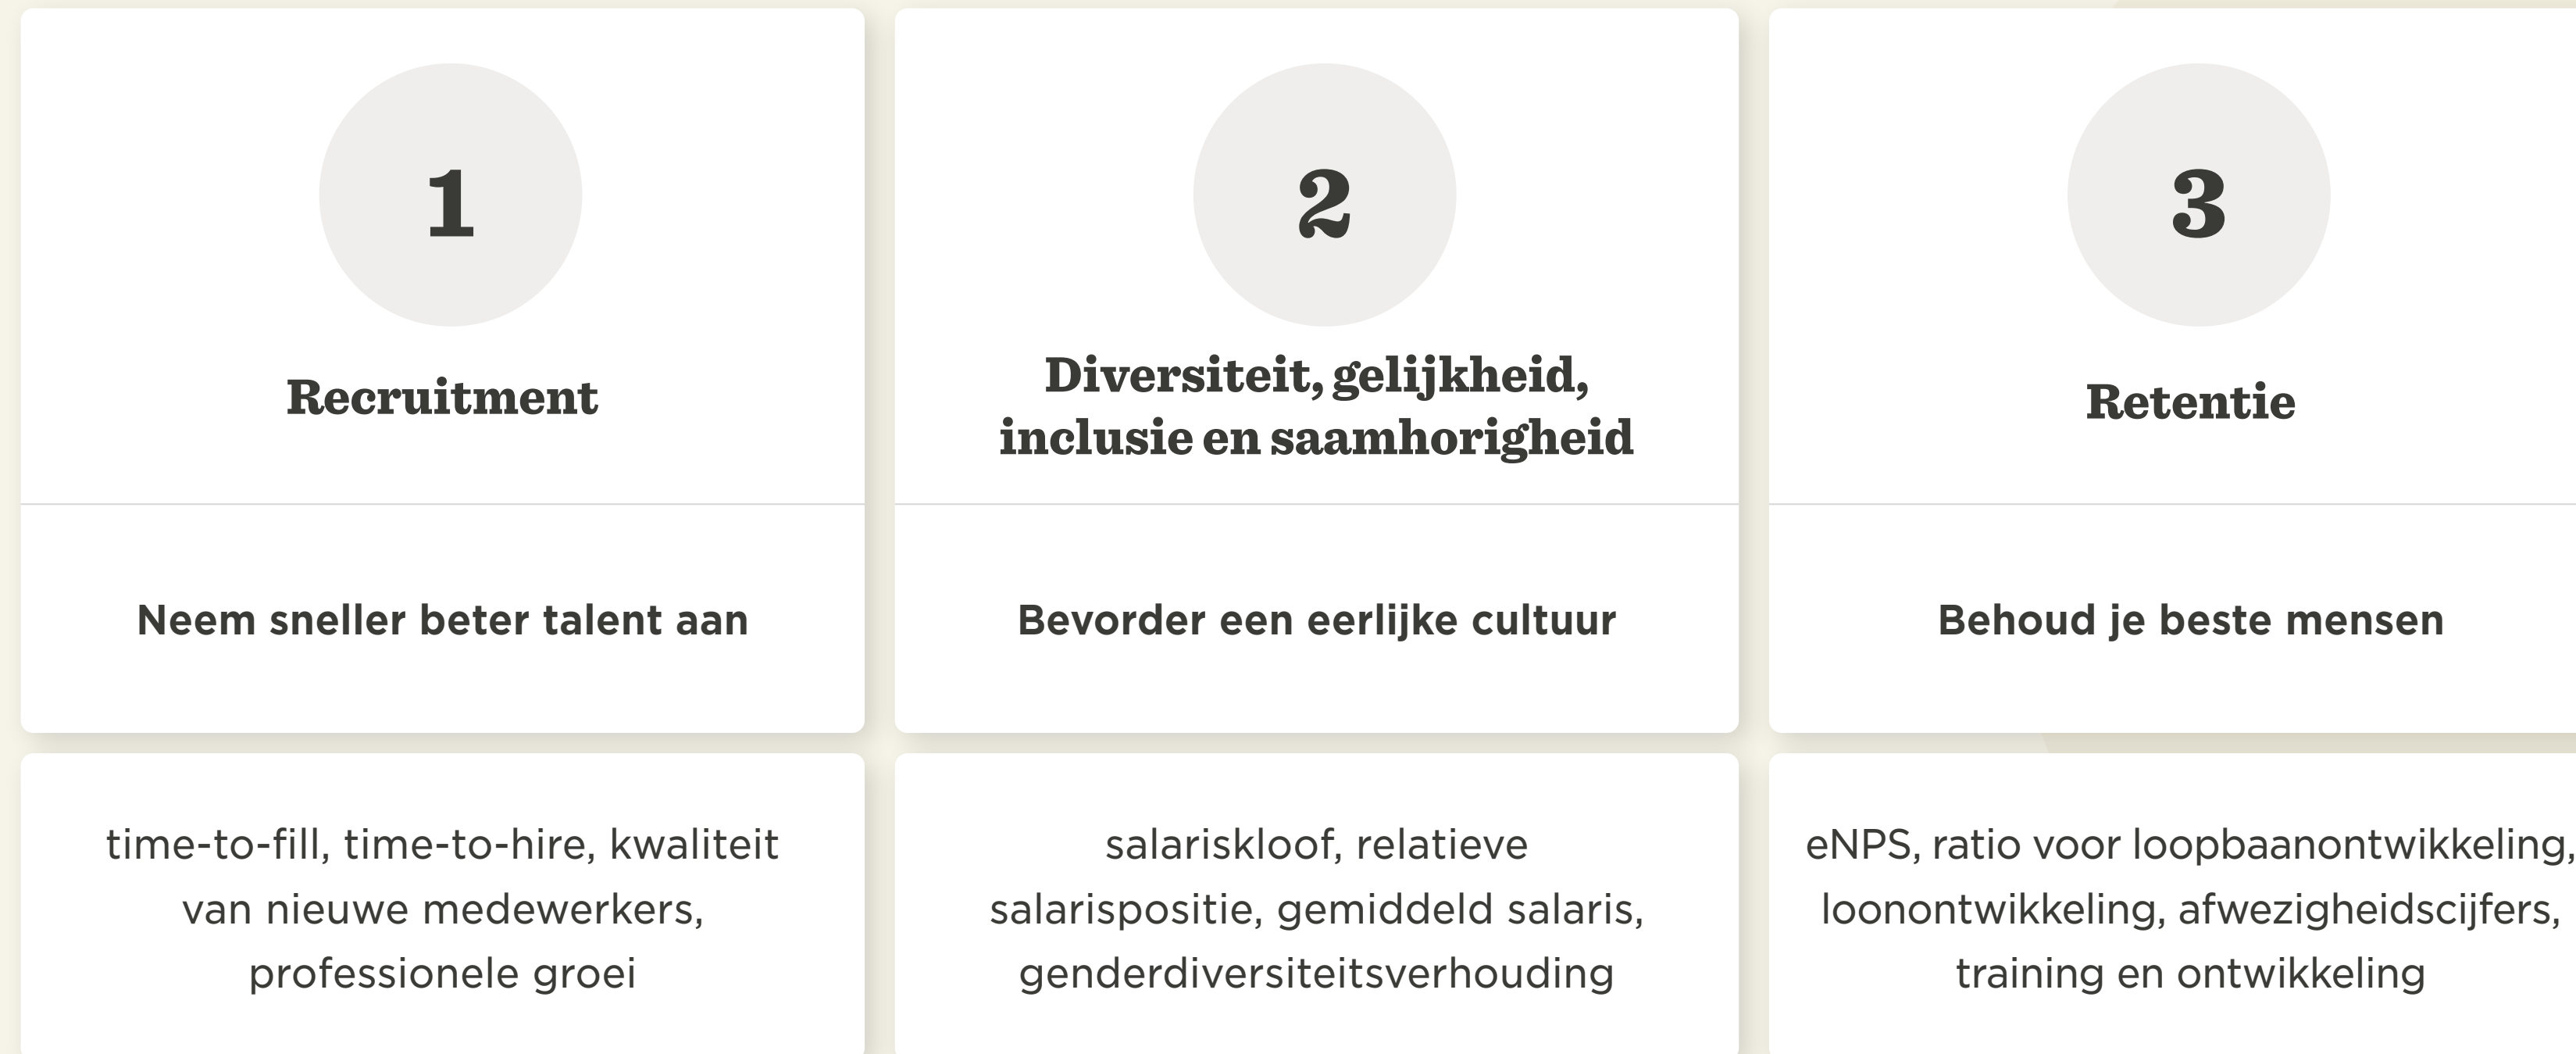 1
Recruitment
Neem sneller beter talent aan
time-to-fill, time-to-hire, kwaliteit
van nieuwe medewerkers,
professionele groei
2
Diversiteit, gelijkheid,
inclusie en saamhorigheid
Bevorder een eerlijke cultuur
salariskloof, relatieve
salarispositie, gemiddeld salaris,
genderdiversiteitsverhouding
3
Retentie
Behoud je beste mensen
eNPS, ratio voor loopbaanontwikkeling,
loonontwikkeling, afwezigheidscijfers,
training en ontwikkeling